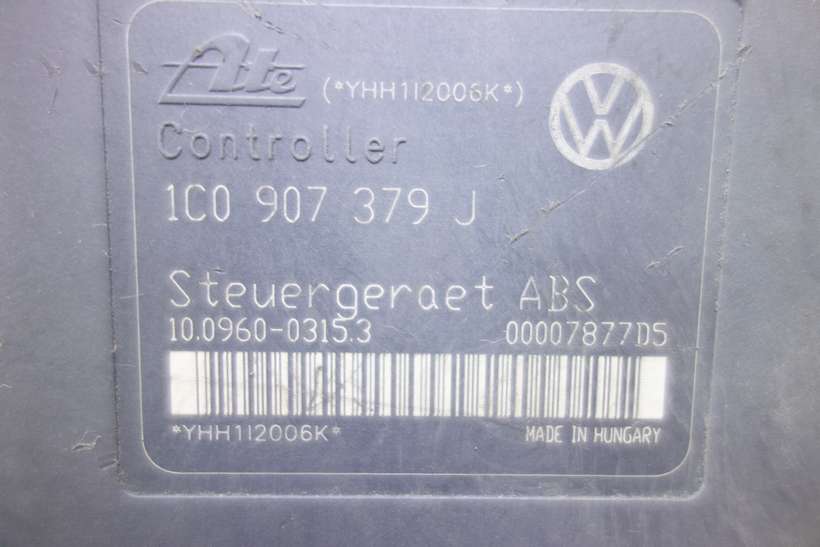 Ate (*YHH1I2006K*)
Controller
1C0 907 379 J
Steuergeraet ABS
10.0960-0315.3 00007877D5
*YHH1I2006K* MADE IN HUNGARY